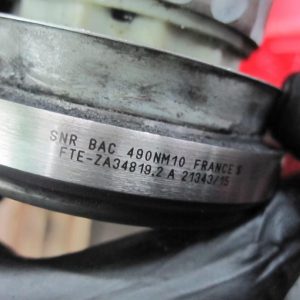 SNR BAC 490NM10 FRANCE S
FTE-ZA34819.2 A 21343/15